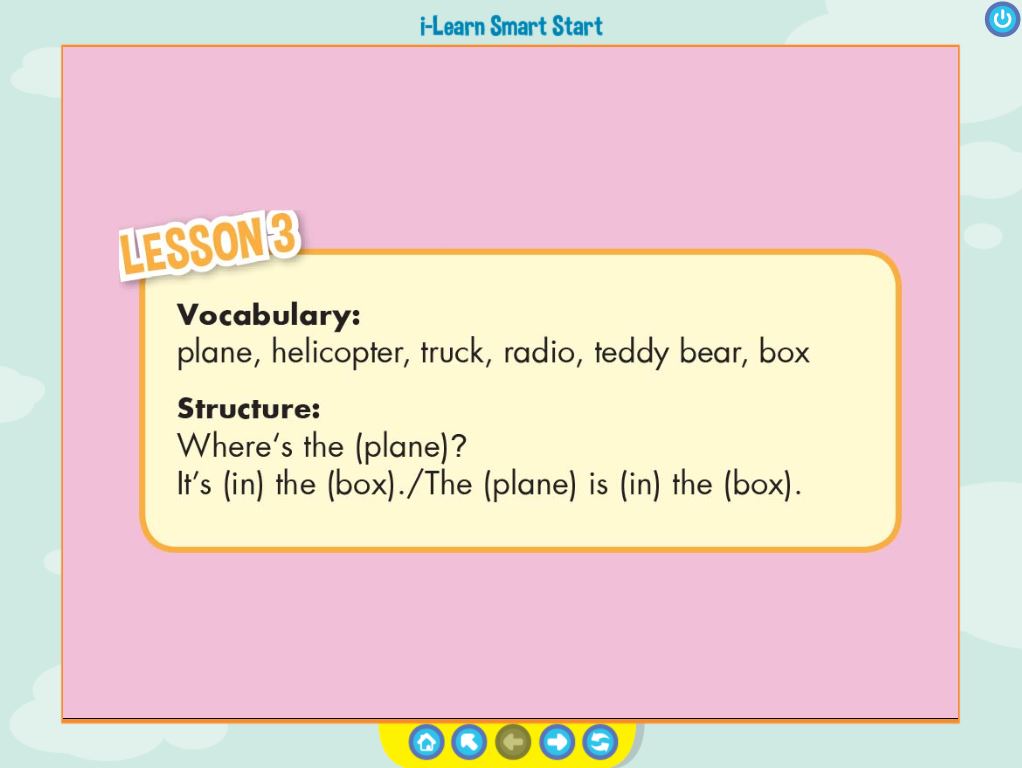 i-Learn Smart Start
LESSON 3
Vocabulary:
plane, helicopter, truck, radio, teddy bear, box
Structure:
Where‘s the (plane)?
It’s (in) the (box)./The (plane) is (in) the (box).